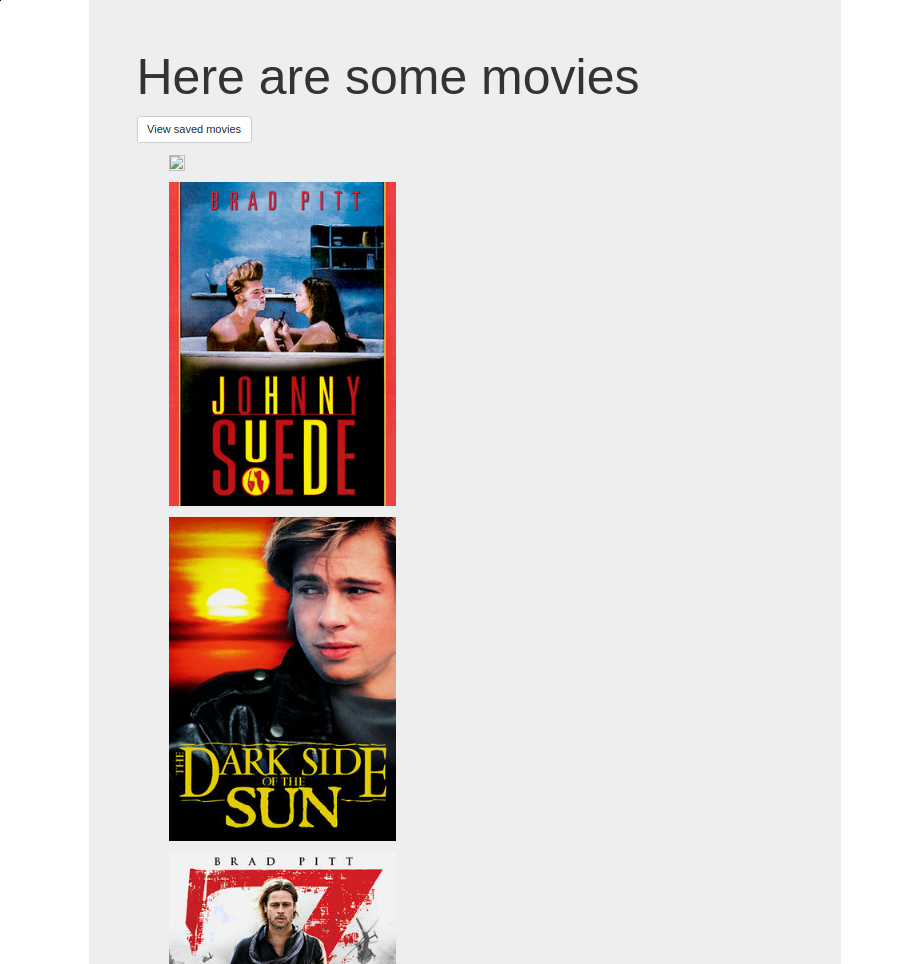 Here are some movies
View saved movies
BRAD PITT
JOHNNY
SUEDE
THE DARK SIDE
OF THE
SUN
BRAD PITT